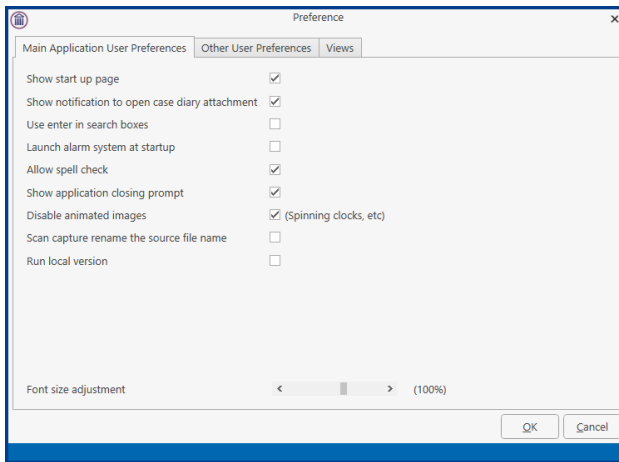 Preference
Main Application User Preferences Other User Preferences Views
Show start up page
Show notification to open case diary attachment
Use enter in search boxes
Launch alarm system at startup
Allow spell check
Show application closing prompt
Disable animated images (Spinning clocks, etc)
Scan capture rename the source file name
Run local version
Font size adjustment (100%)
OK Cancel